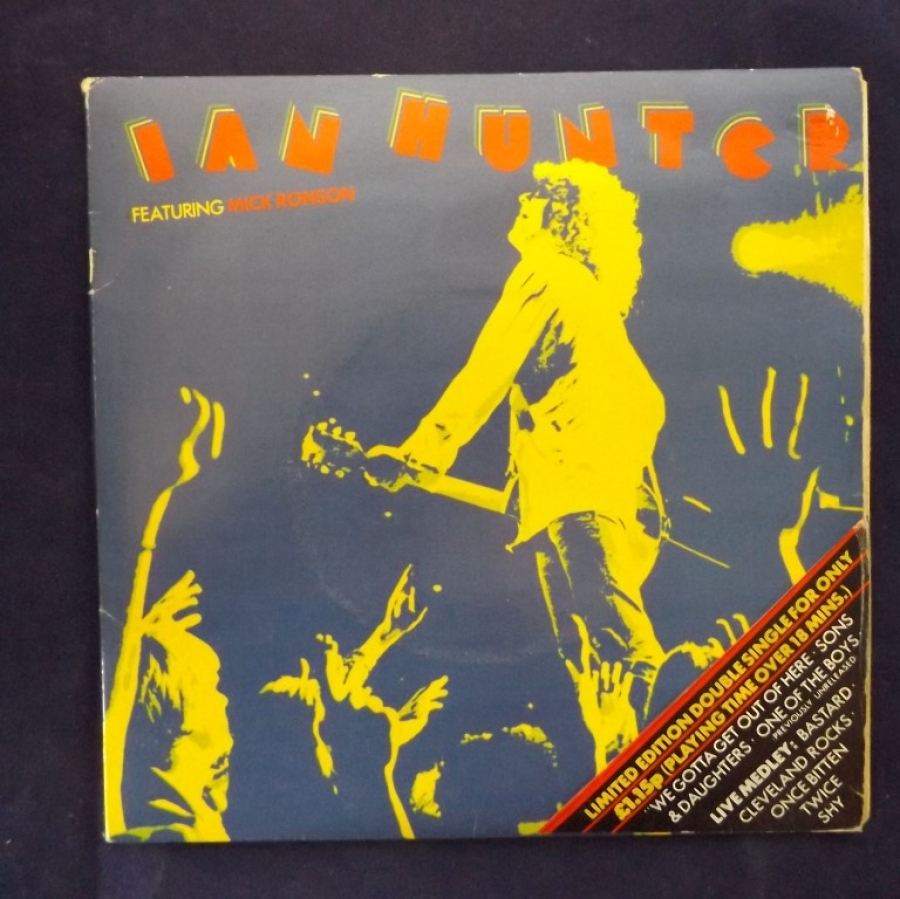 IAN HUNTER
FEATURING MICK RONSON
LIMITED EDITION DOUBLE SINGLE FOR ONLY
£1.15p (PLAYING TIME OVER 18 MINS.)
'WE GOTTA GET OUT OF HERE · SONS
& DAUGHTERS · ONE OF THE BOYS
PREVIOUSLY UNRELEASED
LIVE MEDLEY: BASTARD ·
CLEVELAND ROCKS ·
ONCE BITTEN
TWICE
SHY